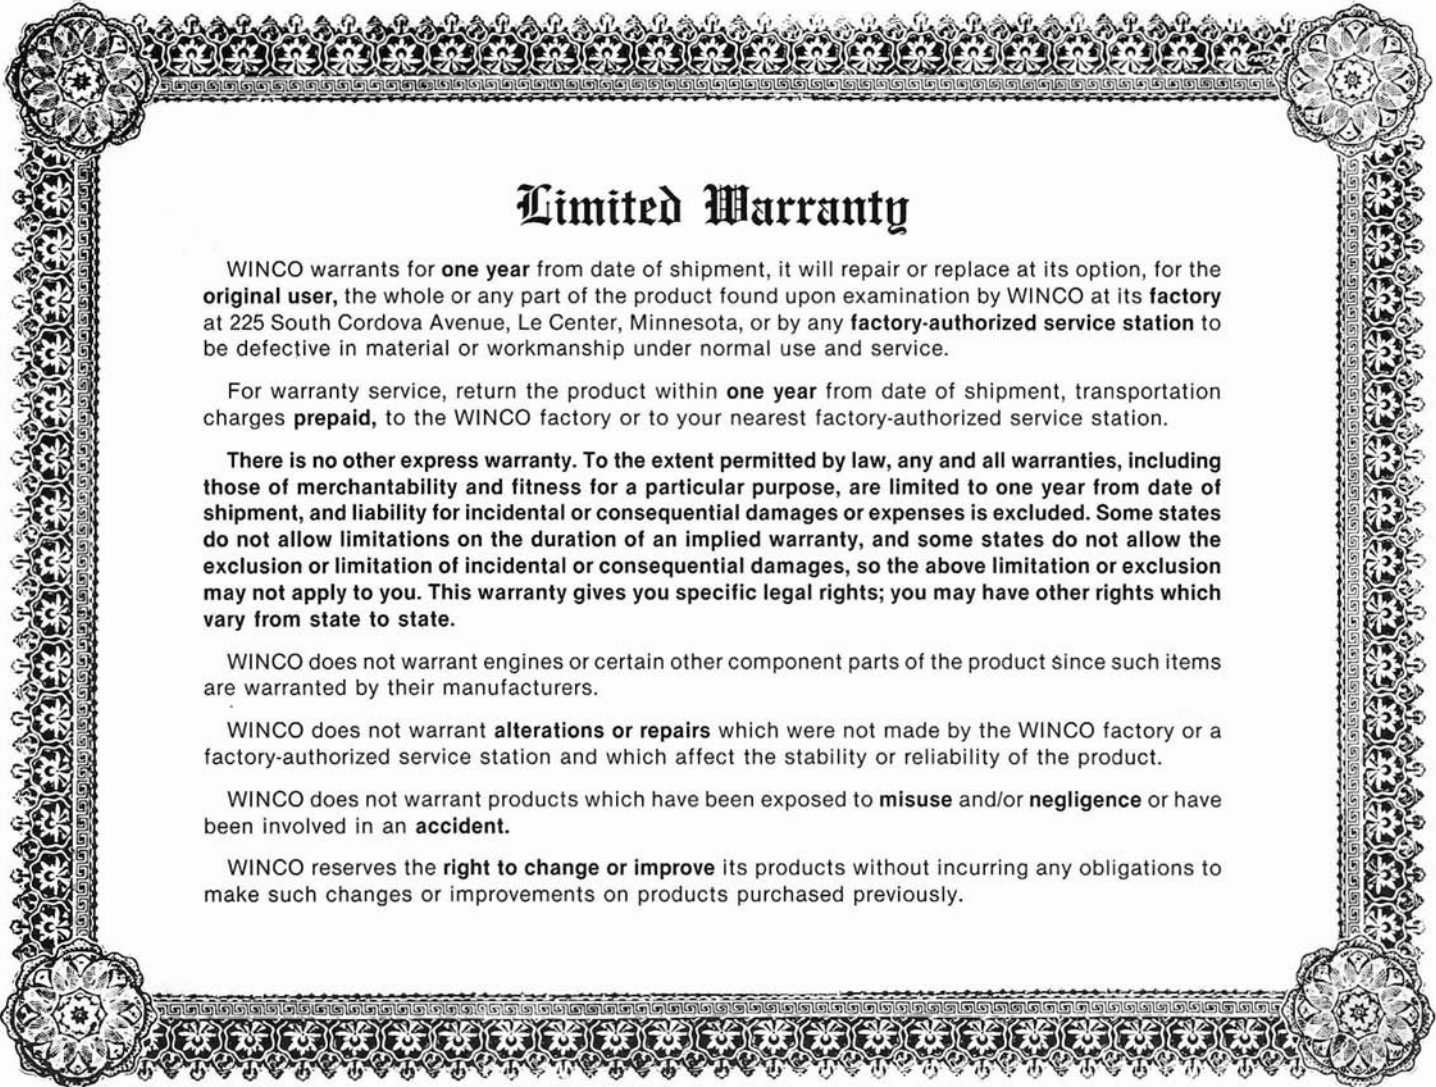 Limited Warranty
WINCO warrants for one year from date of shipment, it will repair or replace at its option, for the
original user, the whole or any part of the product found upon examination by WINCO at its factory
at 225 South Cordova Avenue, Le Center, Minnesota, or by any factory-authorized service station to
be defective in material or workmanship under normal use and service.
For warranty service, return the product within one year from date of shipment, transportation
charges prepaid, to the WINCO factory or to your nearest factory-authorized service station.
There is no other express warranty. To the extent permitted by law, any and all warranties, including
those of merchantability and fitness for a particular purpose, are limited to one year from date of
shipment, and liability for incidental or consequential damages or expenses is excluded. Some states
do not allow limitations on the duration of an implied warranty, and some states do not allow the
exclusion or limitation of incidental or consequential damages, so the above limitation or exclusion
may not apply to you. This warranty gives you specific legal rights; you may have other rights which
vary from state to state.
WINCO does not warrant engines or certain other component parts of the product since such items
are warranted by their manufacturers.
WINCO does not warrant alterations or repairs which were not made by the WINCO factory or a
factory-authorized service station and which affect the stability or reliability of the product.
WINCO does not warrant products which have been exposed to misuse and/or negligence or have
been involved in an accident.
WINCO reserves the right to change or improve its products without incurring any obligations to
make such changes or improvements on products purchased previously.